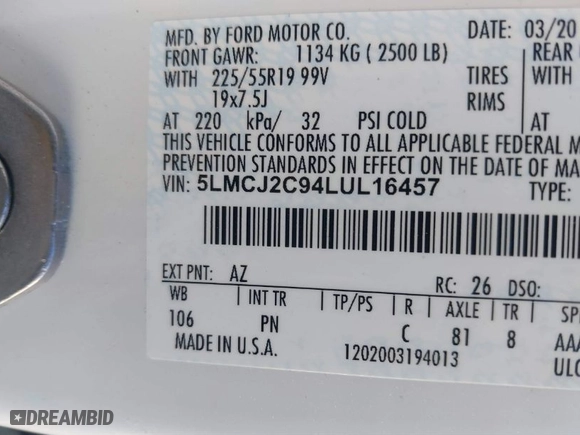 MFD. BY FORD MOTOR CO. DATE: 03/20
FRONT GAWR: 1134 KG ( 2500 LB) REAR
WITH 225/55R19 99V TIRES WITH
19x7.5J RIMS
AT 220 kPa/ 32 PSI COLD AT
THIS VEHICLE CONFORMS TO ALL APPLICABLE FEDERAL M
PREVENTION STANDARDS IN EFFECT ON THE DATE OF MA
VIN: 5LMCJ2C94LUL16457 TYPE:
EXT PNT: AZ RC: 26 DSO:
WB INT TR TP/PS R AXLE TR SP
106 PN C 81 8 AAA
MADE IN U.S.A. 1202003194013 ULC
DREAMBID